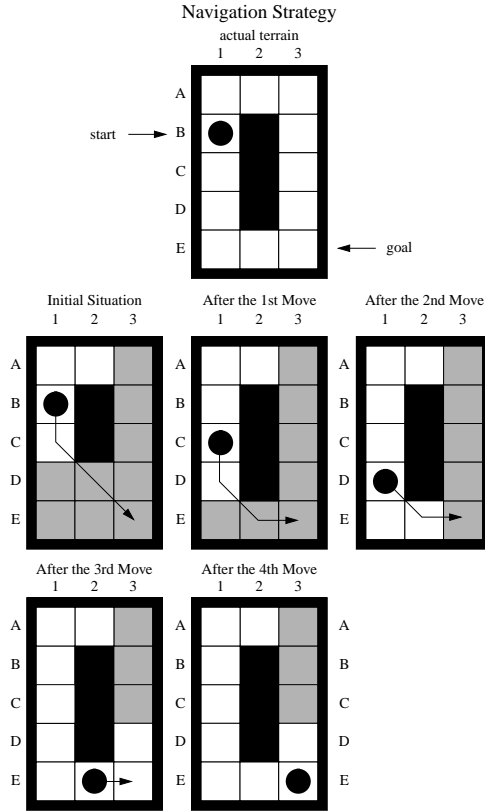 Navigation Strategy
actual terrain
1 2 3
A
B
C
D
E
start
goal
Initial Situation
1 2 3
A
B
C
D
E
After the 1st Move
1 2 3
A
B
C
D
E
After the 2nd Move
1 2 3
A
B
C
D
E
After the 3rd Move
1 2 3
A
B
C
D
E
After the 4th Move
1 2 3
A
B
C
D
E
A
B
C
D
E